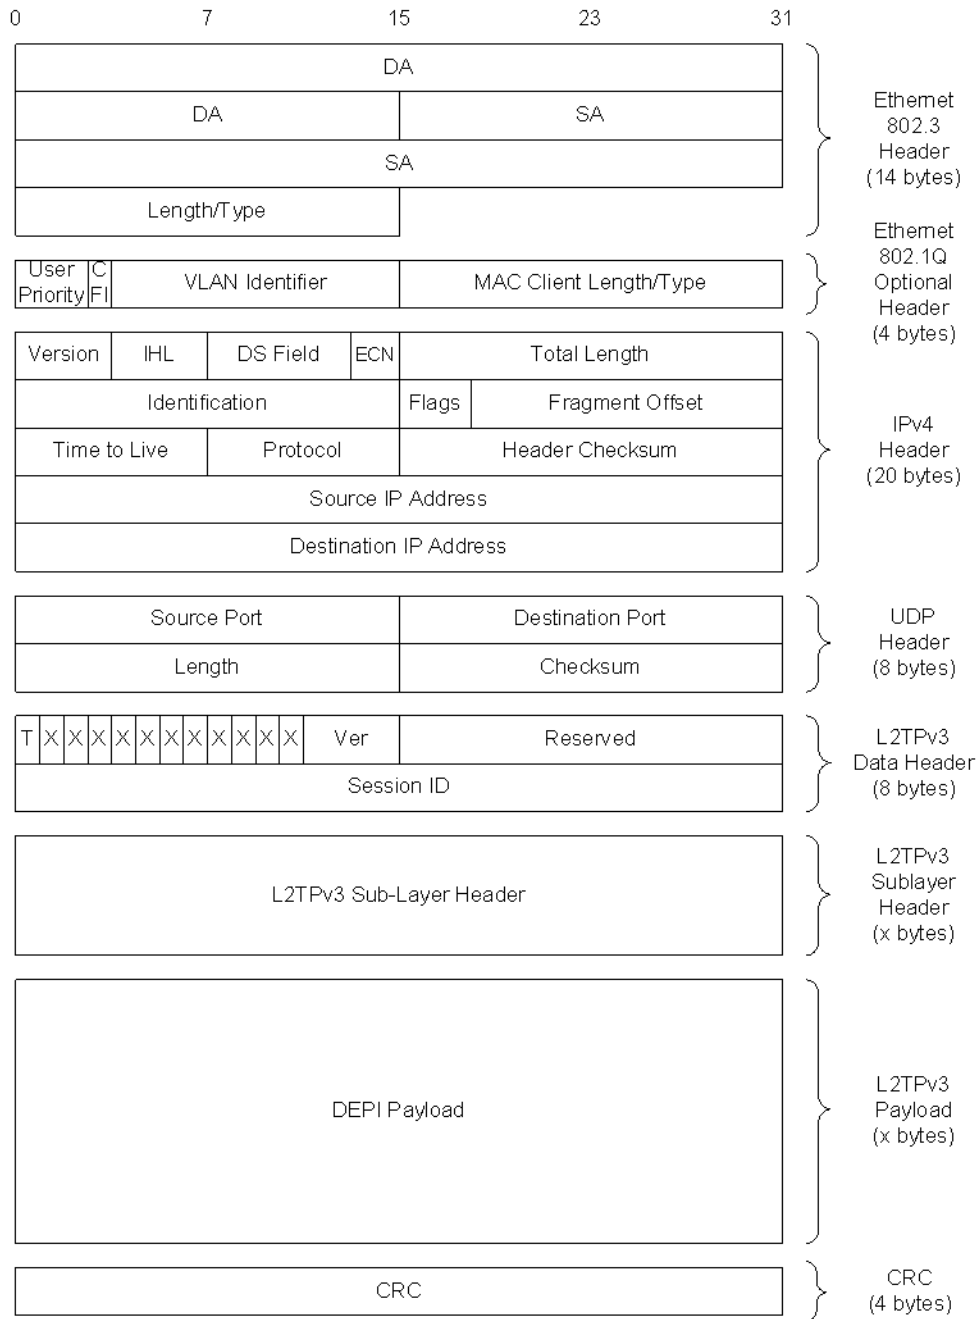 0 7 15 23 31
DA
DA SA
SA
Length/Type
Ethernet
802.3
Header
(14 bytes)
User
Priority
C
FI
VLAN Identifier
MAC Client Length/Type
Ethernet
802.1Q
Optional
Header
(4 bytes)
Version IHL DS Field ECN Total Length
Identification Flags Fragment Offset
Time to Live Protocol Header Checksum
Source IP Address
Destination IP Address
IPv4
Header
(20 bytes)
Source Port Destination Port
Length Checksum
UDP
Header
(8 bytes)
T X X X X X X X X X X X Ver Reserved
Session ID
L2TPv3
Data Header
(8 bytes)
L2TPv3 Sub-Layer Header
L2TPv3
Sublayer
Header
(x bytes)
DEPI Payload
L2TPv3
Payload
(x bytes)
CRC
CRC
(4 bytes)